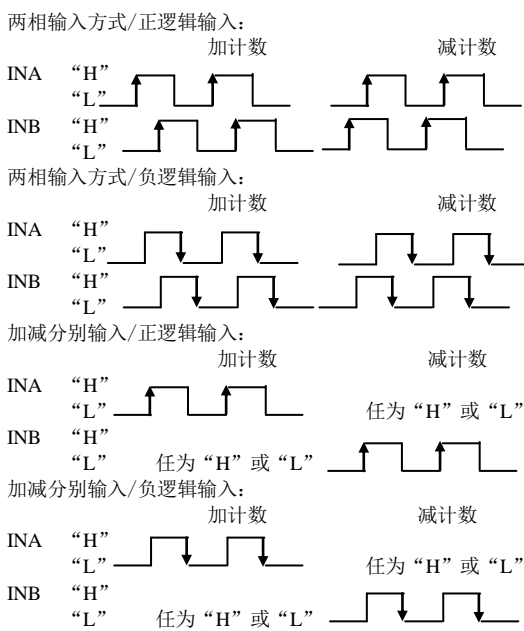 两相输入方式/正逻辑输入：
加计数 减计数
INA “H”
“L”
INB “H”
“L”
两相输入方式/负逻辑输入：
加计数 减计数
INA “H”
“L”
INB “H”
“L”
加减分别输入/正逻辑输入：
加计数 减计数
INA “H”
“L” 任为“H”或“L”
INB “H”
“L” 任为“H”或“L”
加减分别输入/负逻辑输入：
加计数 减计数
INA “H”
“L” 任为“H”或“L”
INB “H”
“L” 任为“H”或“L”